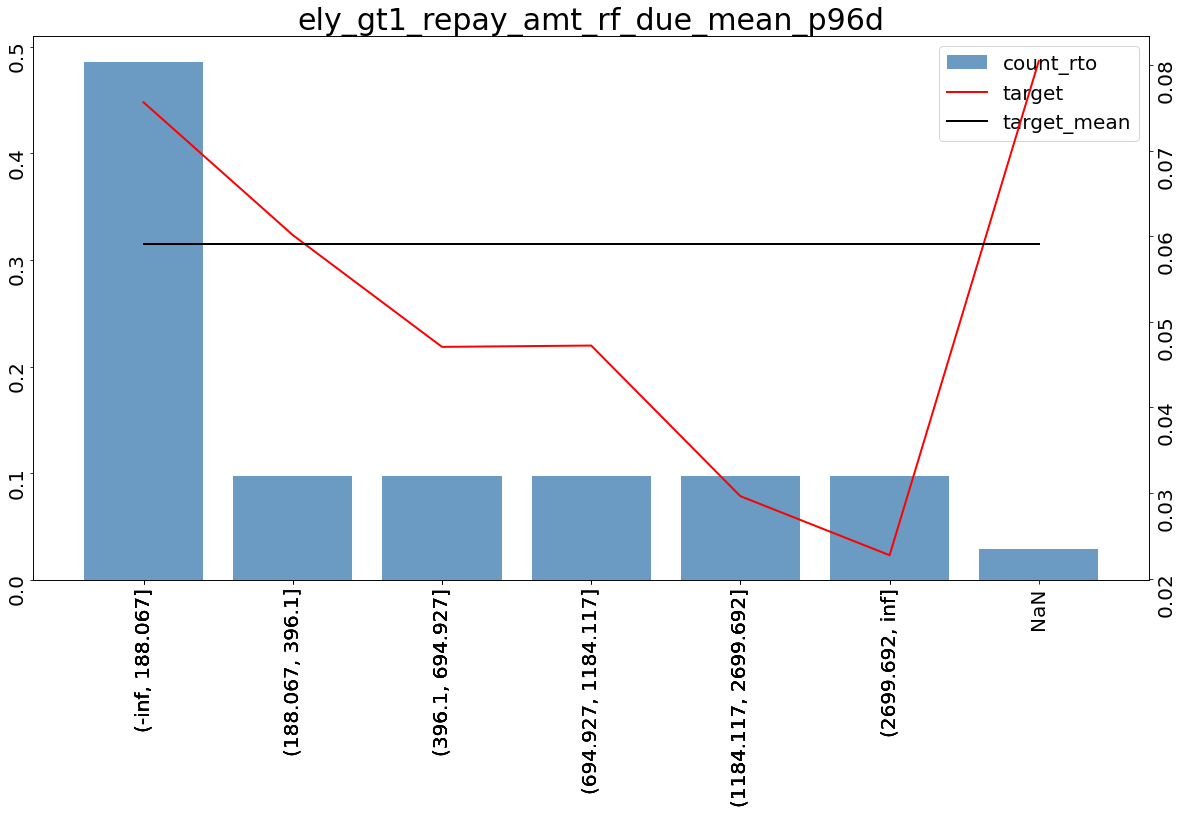 ely_gt1_repay_amt_rf_due_mean_p96d
count_rto
target
target_mean
0.5
0.4
0.3
0.2
0.1
0.0
0.08
0.07
0.06
0.05
0.04
0.03
0.02
(-inf, 188.067]
(188.067, 396.1]
(396.1, 694.927]
(694.927, 1184.117]
(1184.117, 2699.692]
(2699.692, inf]
NaN